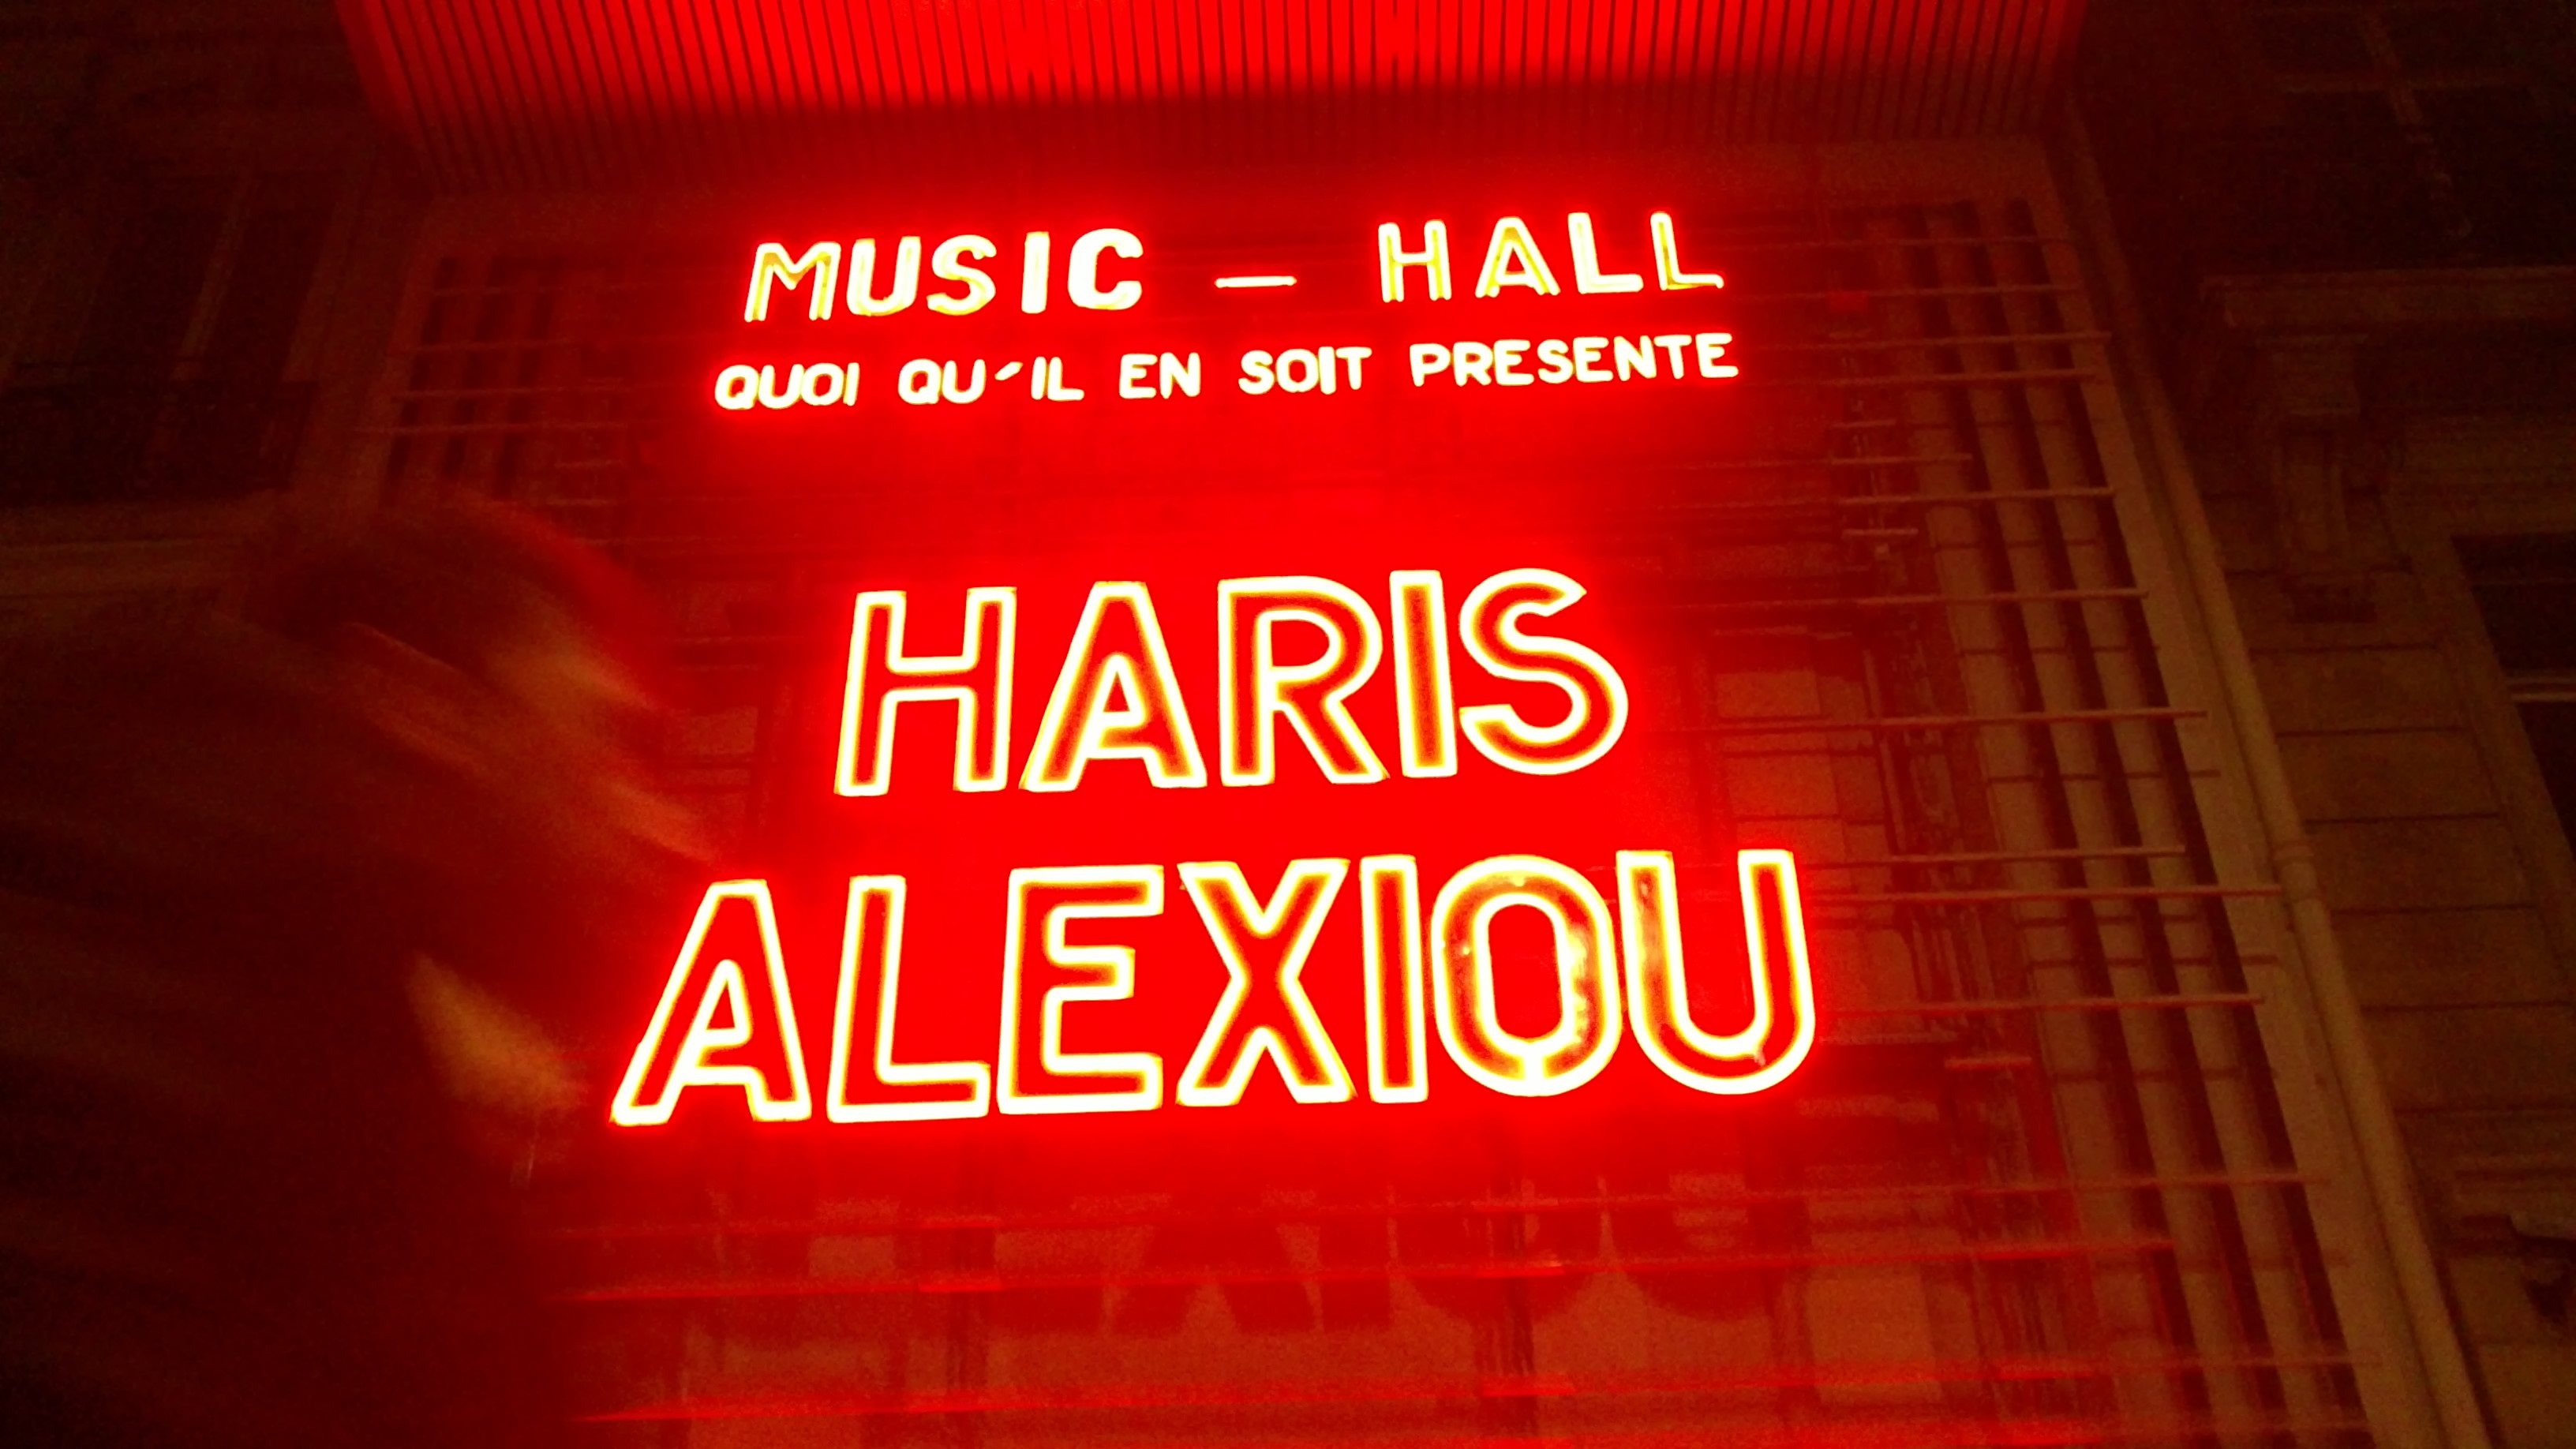 MUSIC - HALL
QUOI QU'IL EN SOIT PRESENTE
HARIS
ALEXIOU